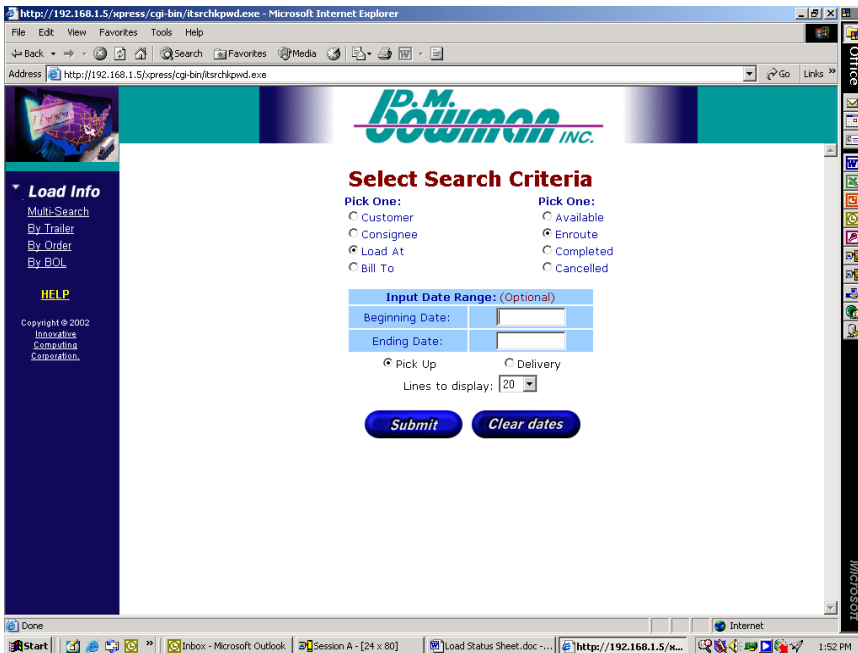 http://192.168.1.5/xpress/cgi-bin/itsrchkpwd.exe - Microsoft Internet Explorer
File Edit View Favorites Tools Help
Back Search Favorites Media
Address http://192.168.1.5/xpress/cgi-bin/itsrchkpwd.exe Go Links »
Office
D. M. BOWMAN INC.
Load Info
Multi-Search
By Trailer
By Order
By BOL
HELP
Copyright © 2002
Innovative
Computing
Corporation.
Select Search Criteria
Pick One: Pick One:
Customer Available
Consignee Enroute
Load At Completed
Bill To Cancelled
Input Date Range: (Optional)
Beginning Date:
Ending Date:
Pick Up Delivery
Lines to display: 20
Submit Clear dates
Microsoft
Done Internet
Start » Inbox - Microsoft Outlook Session A - [24 x 80] Load Status Sheet.doc -... http://192.168.1.5/x... 1:52 PM